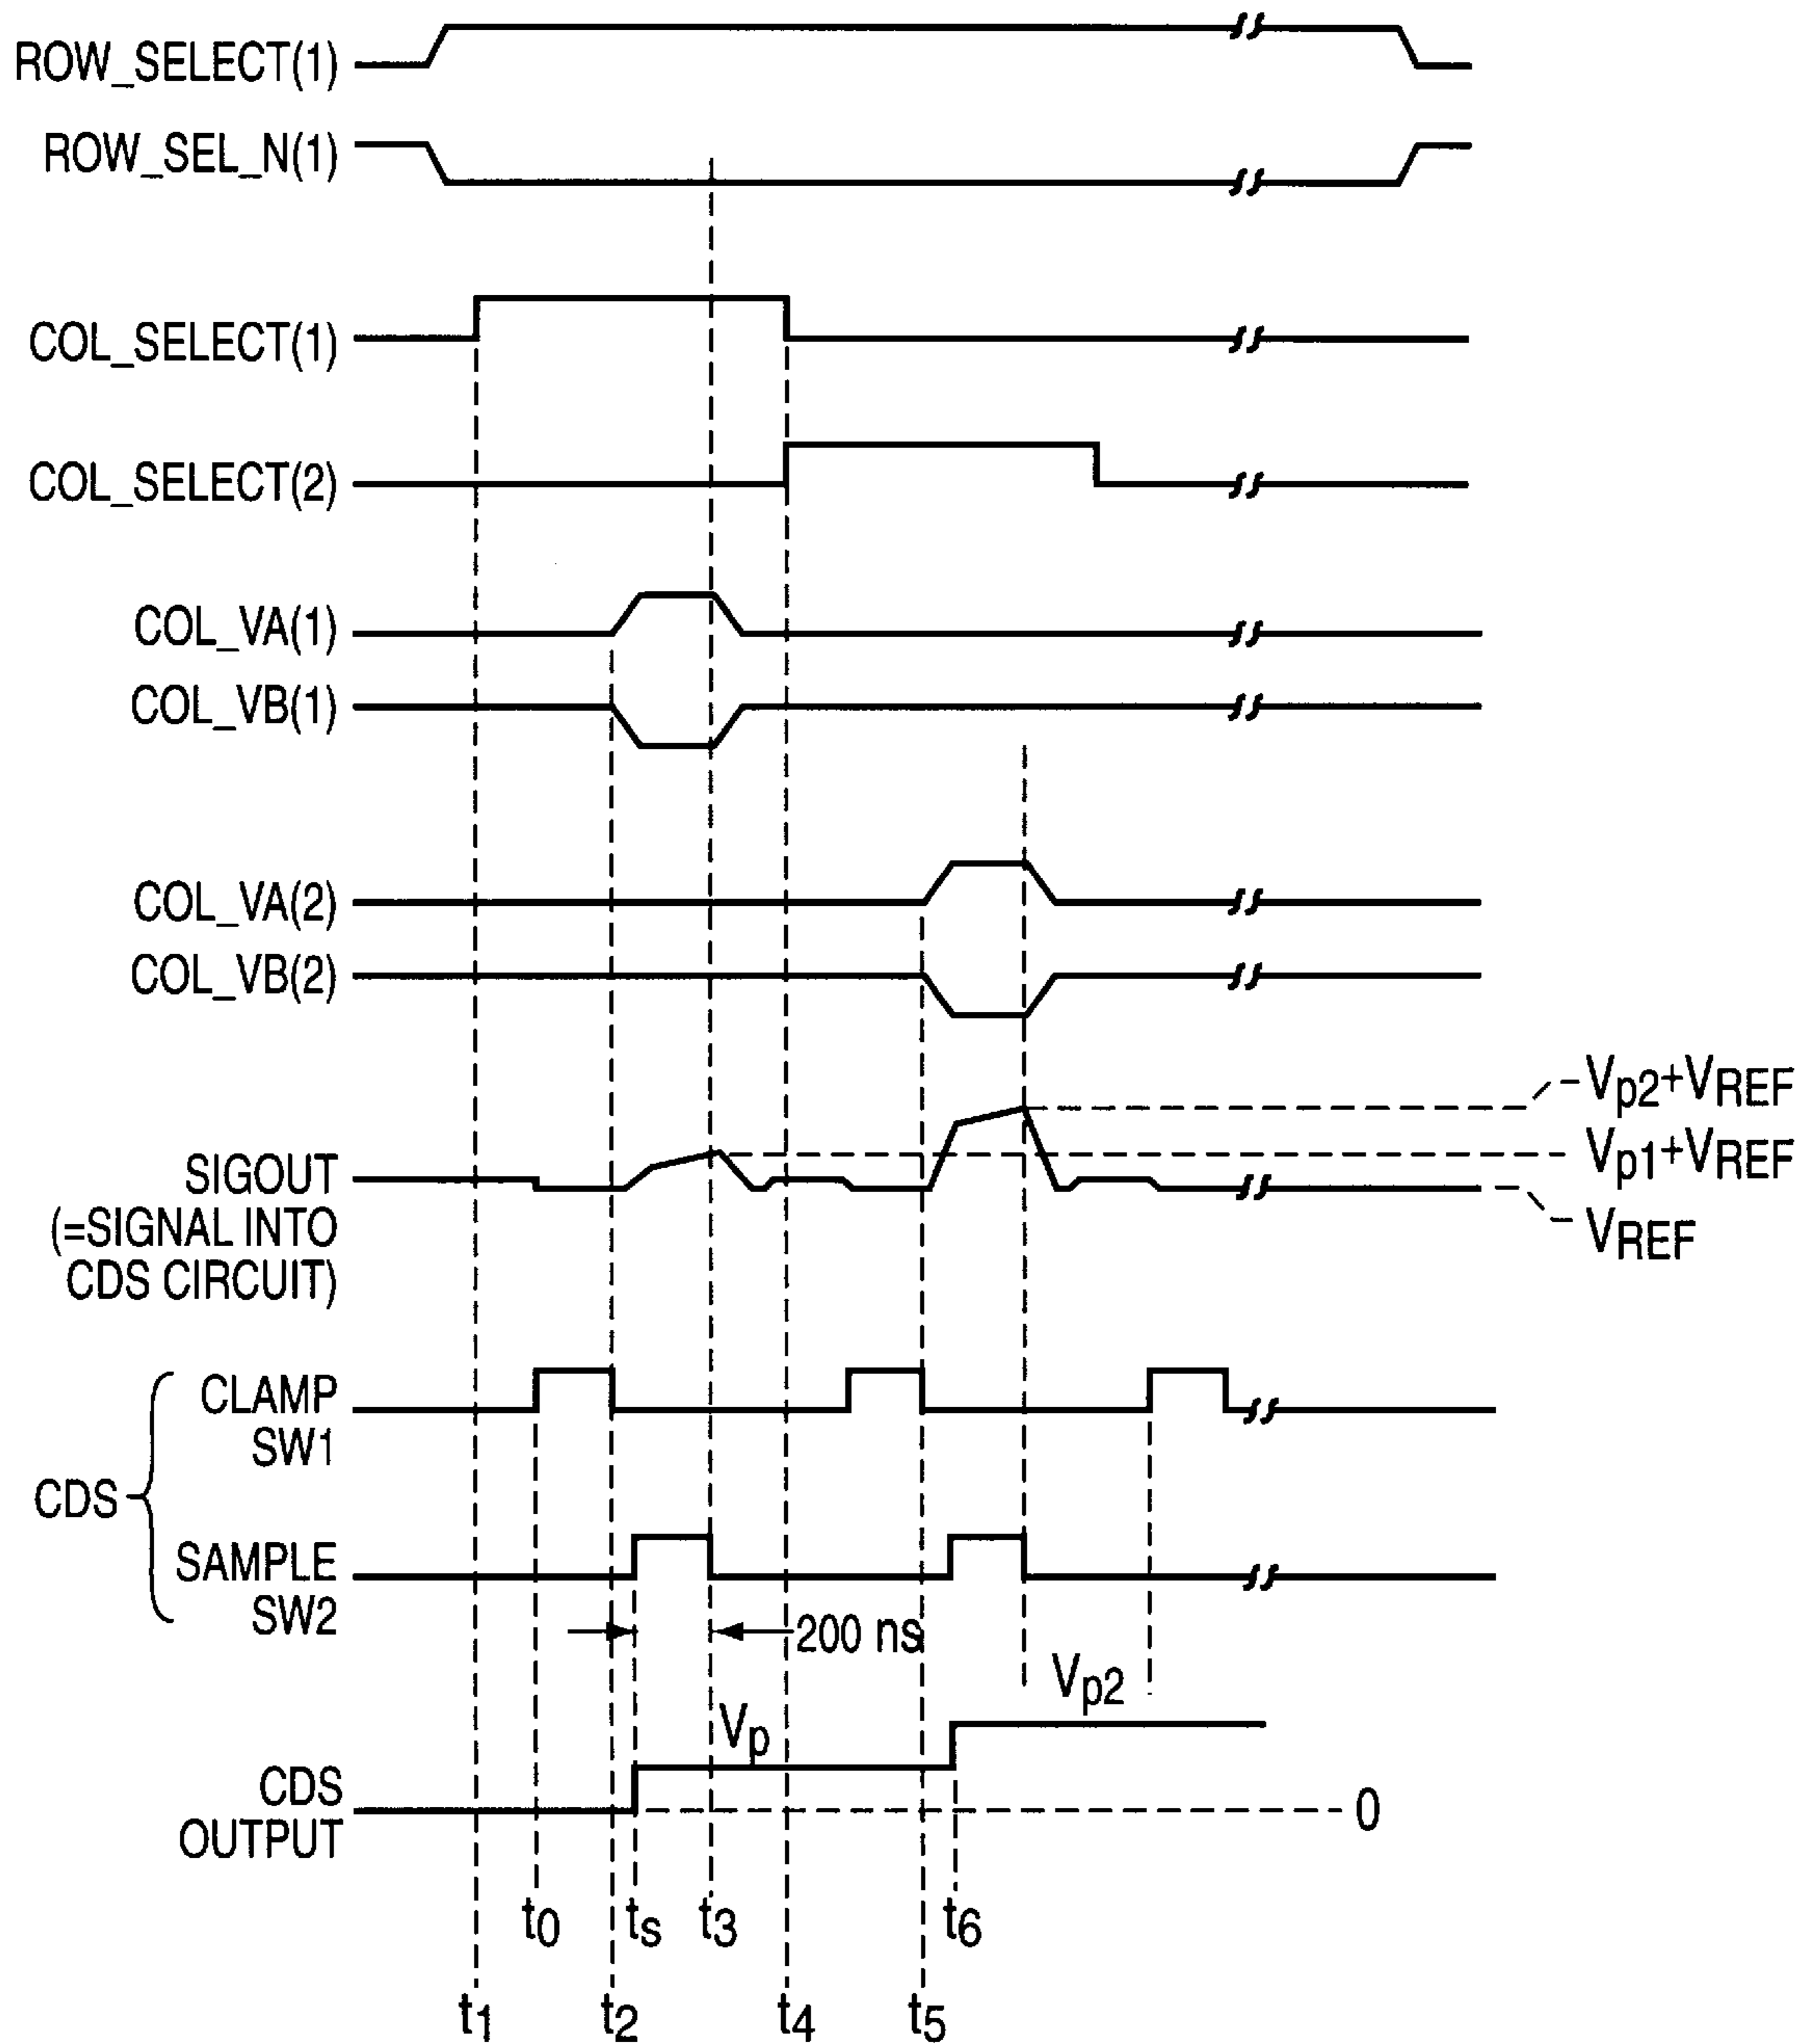 ROW_SELECT(1)
ROW_SEL_N(1)
COL_SELECT(1)
COL_SELECT(2)
COL_VA(1)
COL_VB(1)
COL_VA(2)
COL_VB(2)
Vp2+VREF
Vp1+VREF
VREF
SIGOUT
(=SIGNAL INTO
CDS CIRCUIT)
CDS
CLAMP
SW1
SAMPLE
SW2
200 ns
Vp
Vp2
CDS
OUTPUT
0
t0 ts t3 t6
t1 t2 t4 t5